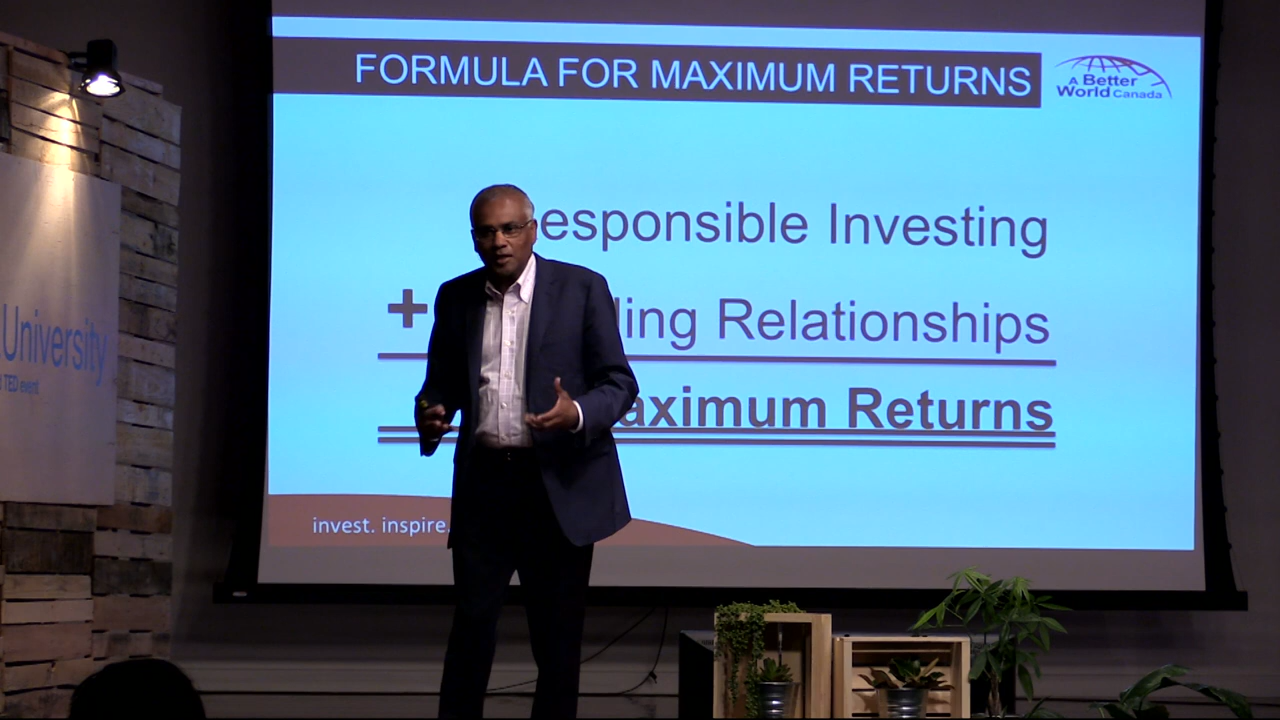 FORMULA FOR MAXIMUM RETURNS
A Better
World Canada
esponsible Investing
+ ling Relationships
aximum Returns
invest. inspire.
University
TED event